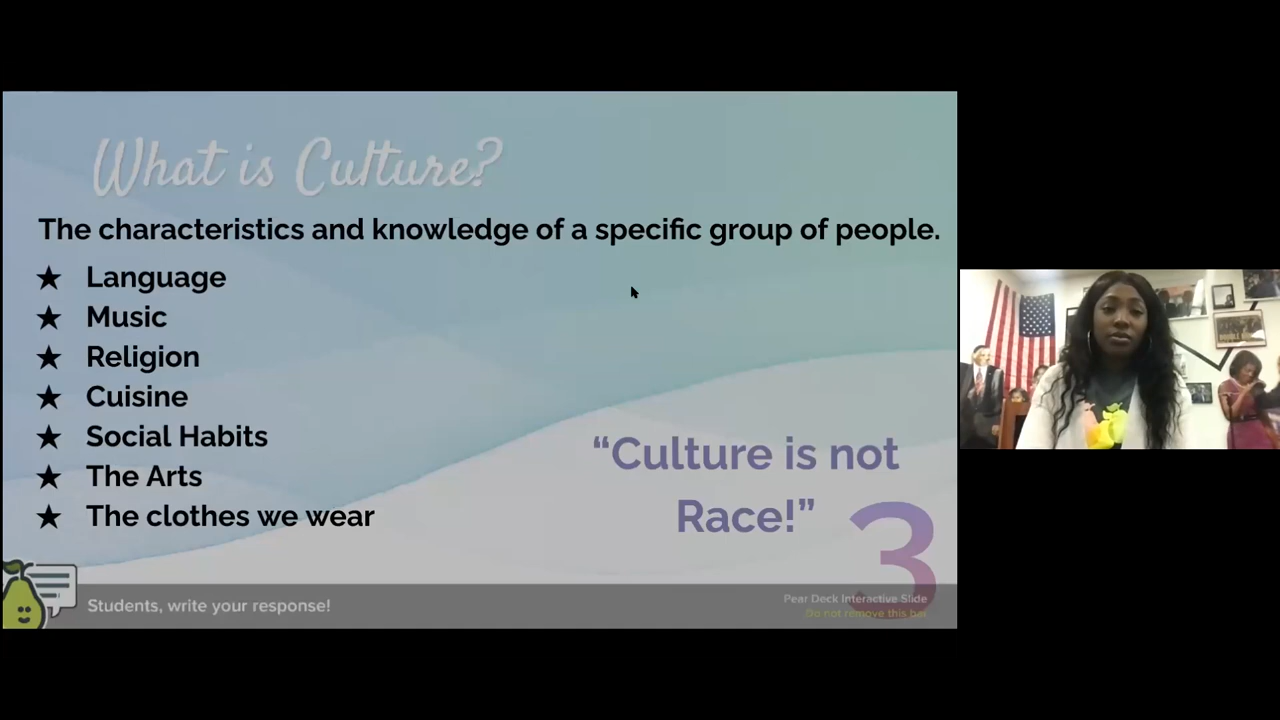 What is Culture?
The characteristics and knowledge of a specific group of people.
★ Language
★ Music
★ Religion
★ Cuisine
★ Social Habits
★ The Arts
★ The clothes we wear
“Culture is not
Race!”
3
Students, write your response!
Pear Deck Interactive Slide
Do not remove this bar